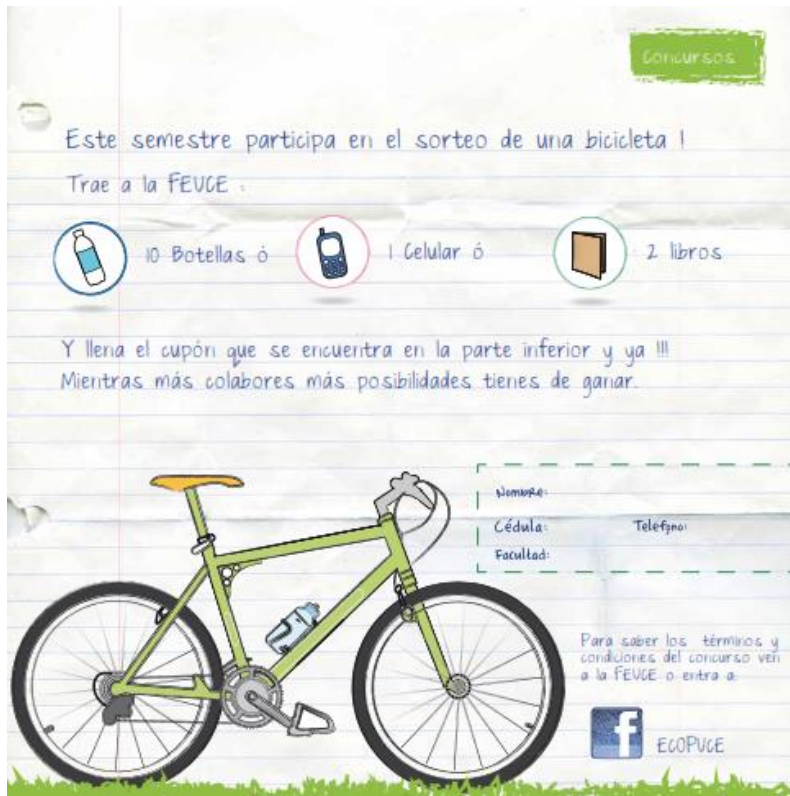 Concursos
Este semestre participa en el sorteo de una bicicleta !
Trae a la FEUCE :
10 Botellas ó 1 Celular ó 2 libros
Y llena el cupón que se encuentra en la parte inferior y ya !!!
Mientras más colabores más posibilidades tienes de ganar.
Nombre:
Cédula: Telefono:
Facultad:
Para saber los términos y
condiciones del concurso ven
a la FEUCE o entra a:
f ECOPUCE